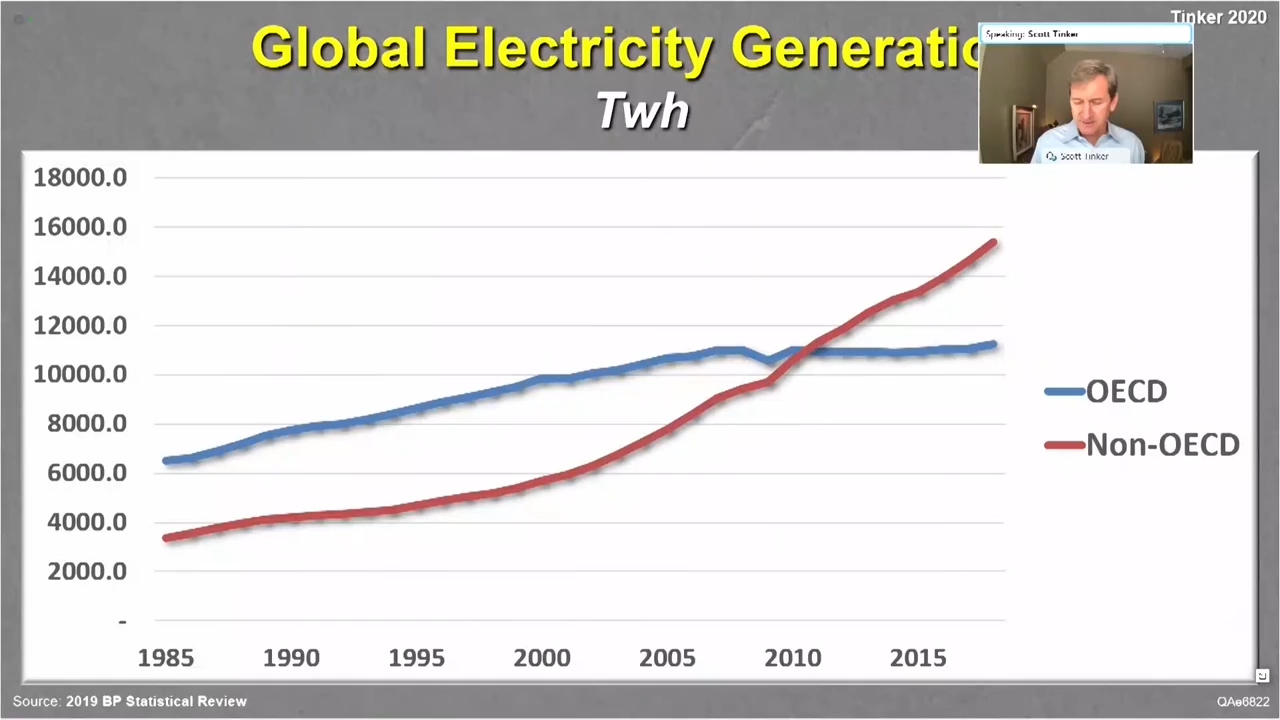 Tinker 2020
Global Electricity Generatio
Speaking: Scott Tinker
Twh
Scott Tinker
18000.0
16000.0
14000.0
12000.0
10000.0
8000.0
6000.0
4000.0
2000.0
-
OECD
Non-OECD
1985 1990 1995 2000 2005 2010 2015
Source: 2019 BP Statistical Review
QAe6822